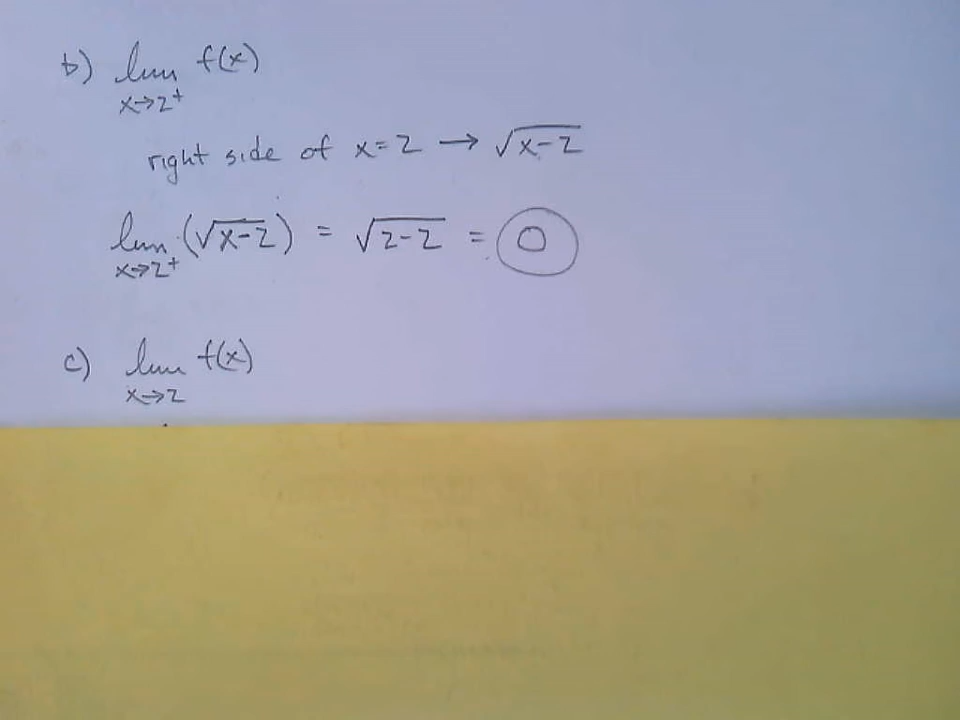 b) lim f(x)
x→2⁺
right side of x=2 → √(x-2)
lim (√(x-2)) = √(2-2) = 0
x→2⁺
c) lim f(x)
x→2